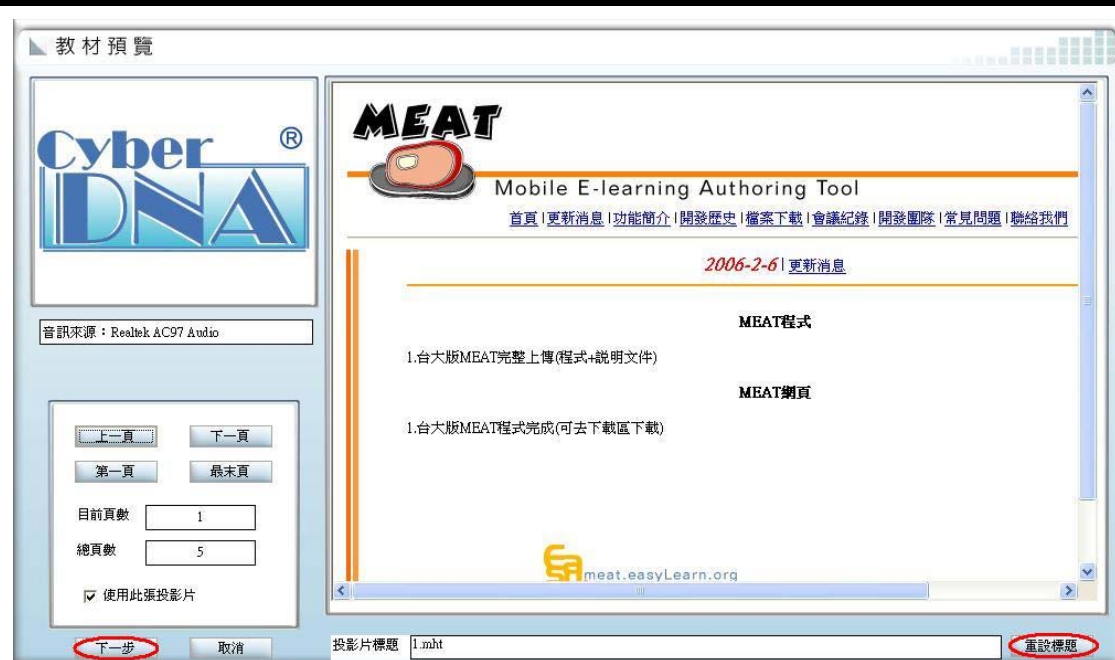 教材預覽
Cyber DNA ®
音訊來源：Realtek AC97 Audio
上一頁 下一頁
第一頁 最末頁
目前頁數 1
總頁數 5
使用此張投影片
下一步 取消
MEAT
Mobile E-learning Authoring Tool
首頁 | 更新消息 | 功能簡介 | 開發歷史 | 檔案下載 | 會議紀錄 | 開發團隊 | 常見問題 | 聯絡我們
2006-2-6 | 更新消息
MEAT程式
1.台大版MEAT完整上傳(程式+説明文件)
MEAT網頁
1.台大版MEAT程式完成(可去下載區下載)
meat.easyLearn.org
投影片標題 1.mht 重設標題